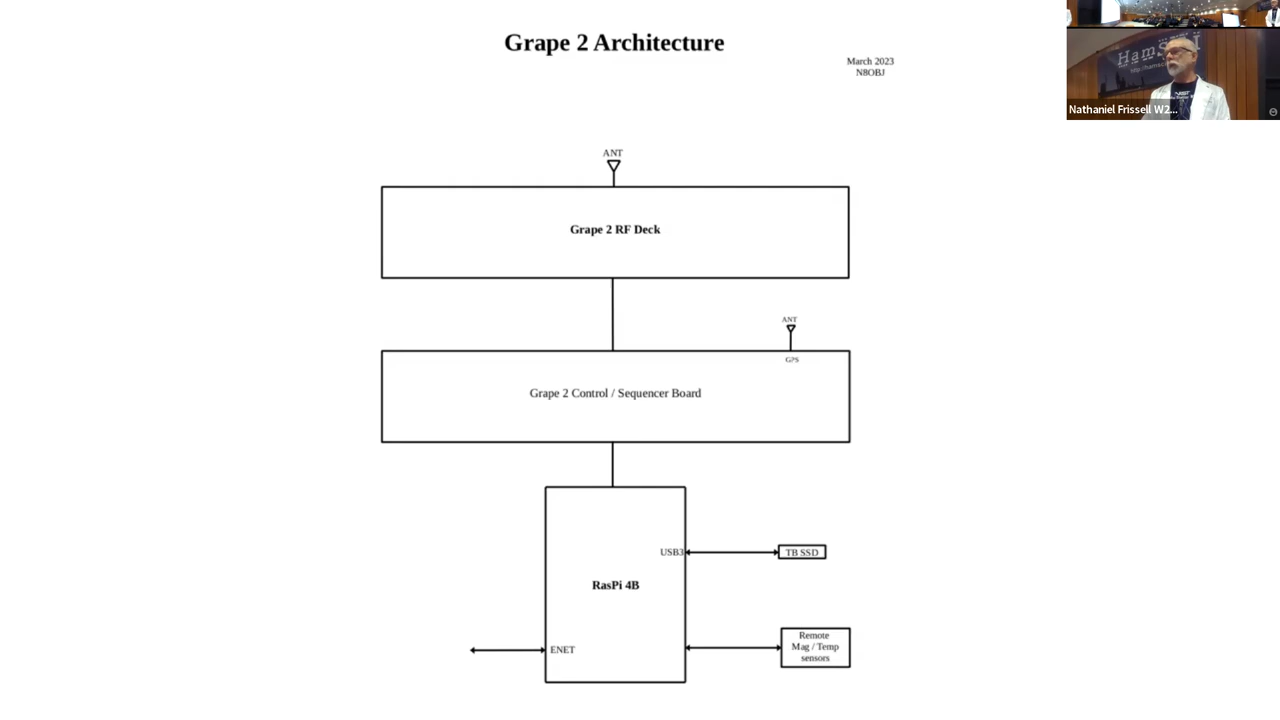 Grape 2 Architecture
March 2023
N8OBJ
Nathaniel Frissell W2...
ANT
Grape 2 RF Deck
ANT
GPS
Grape 2 Control / Sequencer Board
USB3
TB SSD
RasPi 4B
ENET
Remote
Mag / Temp
sensors